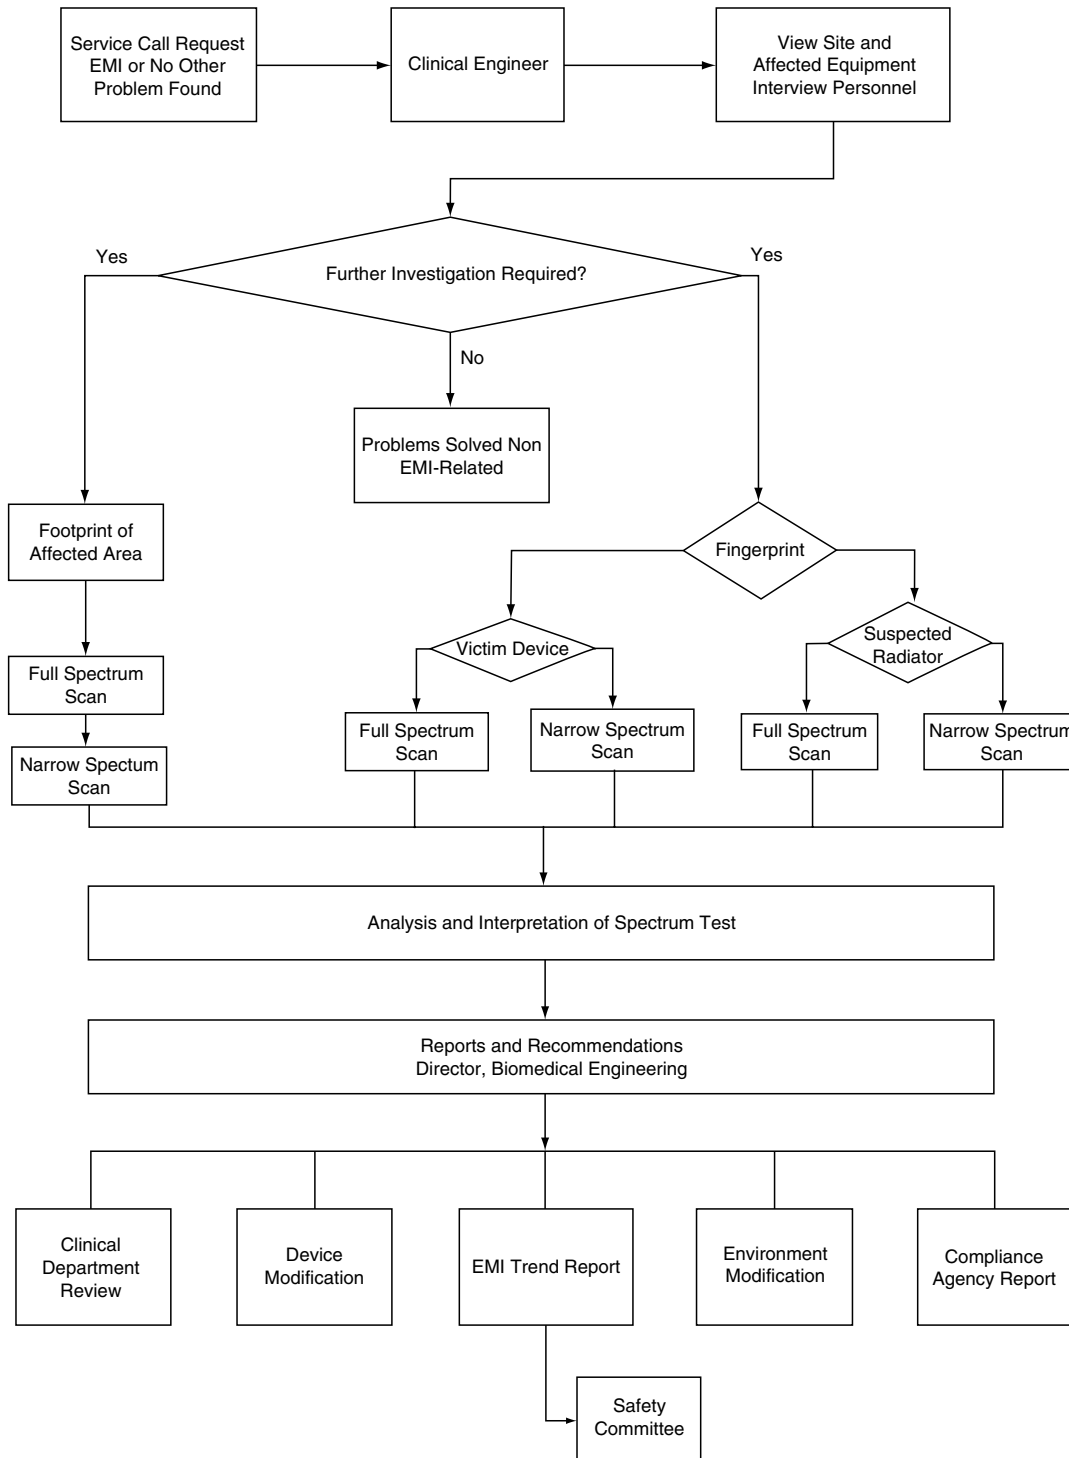 Service Call Request
EMI or No Other
Problem Found
Clinical Engineer
View Site and
Affected Equipment
Interview Personnel
Yes
Further Investigation Required?
Yes
No
Problems Solved Non
EMI-Related
Footprint of
Affected Area
Fingerprint
Victim Device
Suspected
Radiator
Full Spectrum
Scan
Narrow Spectum
Scan
Full Spectrum
Scan
Narrow Spectrum
Scan
Full Spectrum
Scan
Narrow Spectrum
Scan
Analysis and Interpretation of Spectrum Test
Reports and Recommendations
Director, Biomedical Engineering
Clinical
Department
Review
Device
Modification
EMI Trend Report
Environment
Modification
Compliance
Agency Report
Safety
Committee